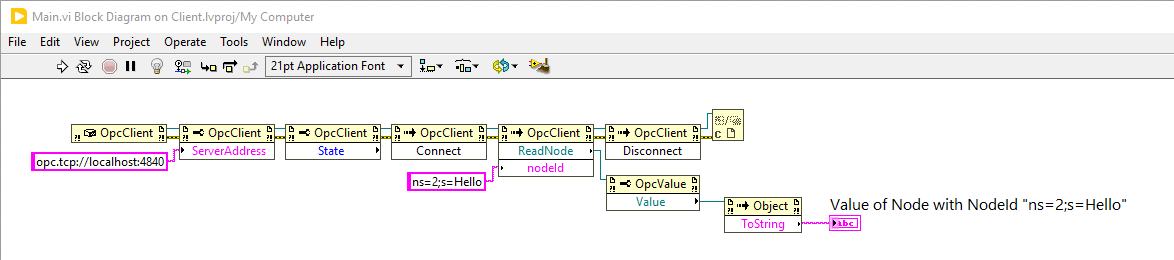 Main.vi Block Diagram on Client.lvproj/My Computer
File Edit View Project Operate Tools Window Help
21pt Application Font
OpcClient OpcClient OpcClient OpcClient OpcClient OpcClient
ServerAddress State Connect ReadNode Disconnect
opc.tcp://localhost:4840
nodeId
ns=2;s=Hello
OpcValue
Value
Value of Node with NodeId "ns=2;s=Hello"
Object
ToString
abc